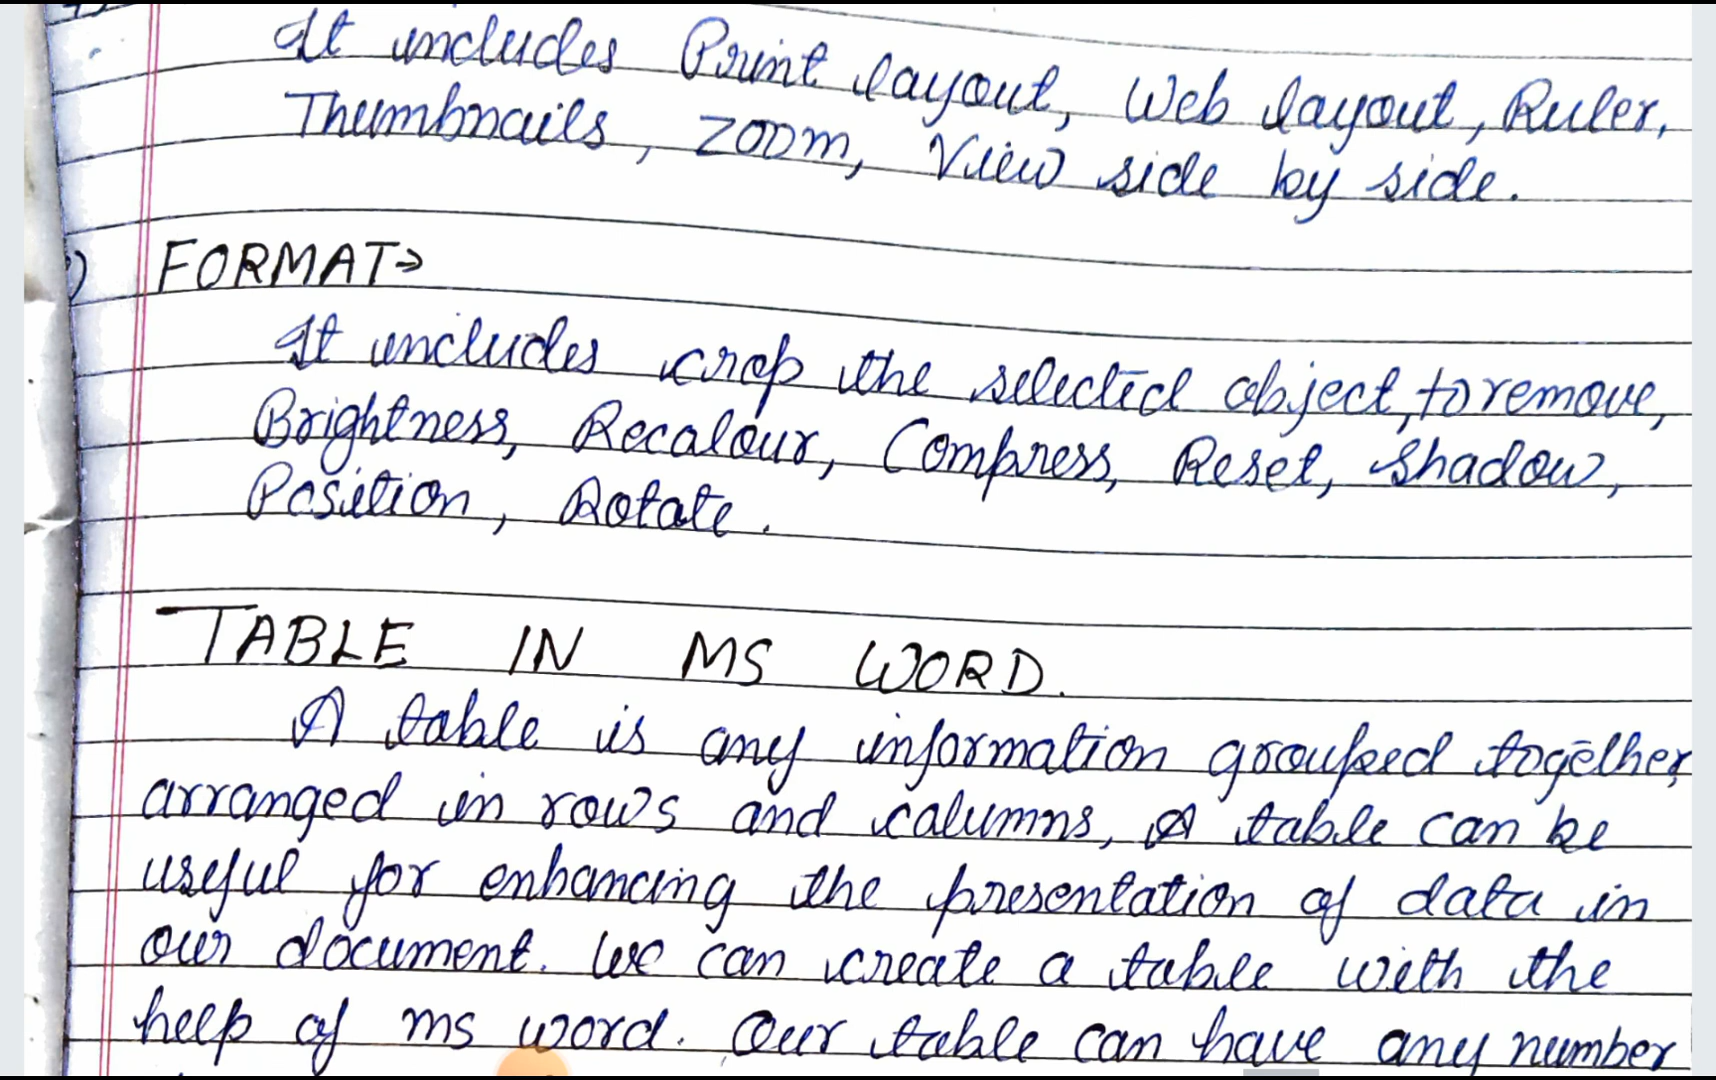 It includes Print layout, Web layout, Ruler,
Thumbnails, Zoom, View side by side.
) FORMAT→
It includes crop the selected object, to remove,
Brightness, Recalour, Compress, Reset, Shadow,
Position, Rotate.
TABLE IN MS WORD.
A table is any information grouped together,
arranged in rows and calumns, A table can be
useful for enhancing the presentation of data in
our document. We can create a table with the
help of ms word. Our table can have any number